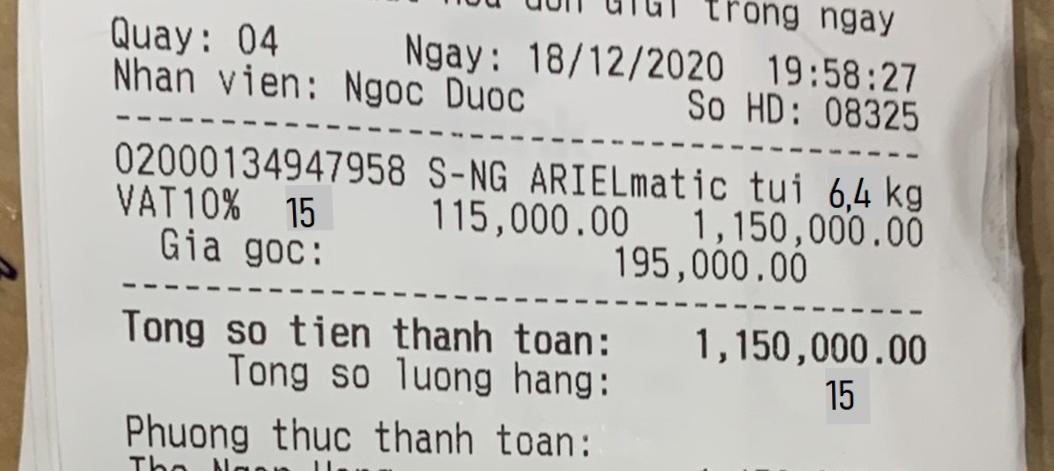 GTGT trong ngay
Quay: 04 Ngay: 18/12/2020 19:58:27
Nhan vien: Ngoc Duoc So HD: 08325
02000134947958 S-NG ARIELmatic tui 6,4 kg
VAT10% 15 115,000.00 1,150,000.00
Gia goc: 195,000.00
Tong so tien thanh toan: 1,150,000.00
Tong so luong hang: 15
Phuong thuc thanh toan: